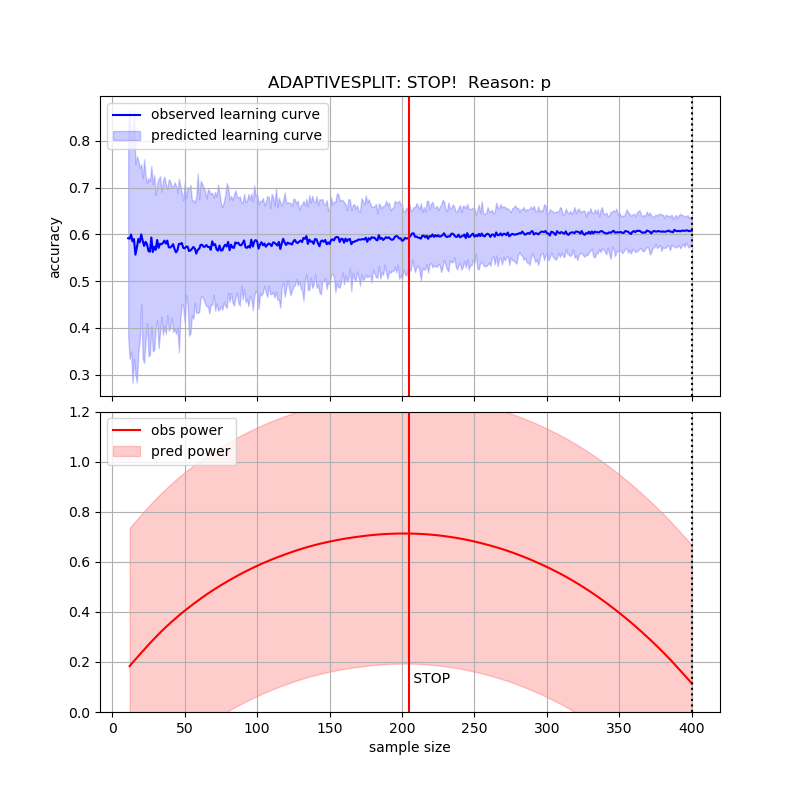 ADAPTIVESPLIT: STOP!  Reason: p
observed learning curve
predicted learning curve
accuracy
0.8
0.7
0.6
0.5
0.4
0.3
obs power
pred power
1.2
1.0
0.8
0.6
0.4
0.2
0.0
STOP
0 50 100 150 200 250 300 350 400
sample size